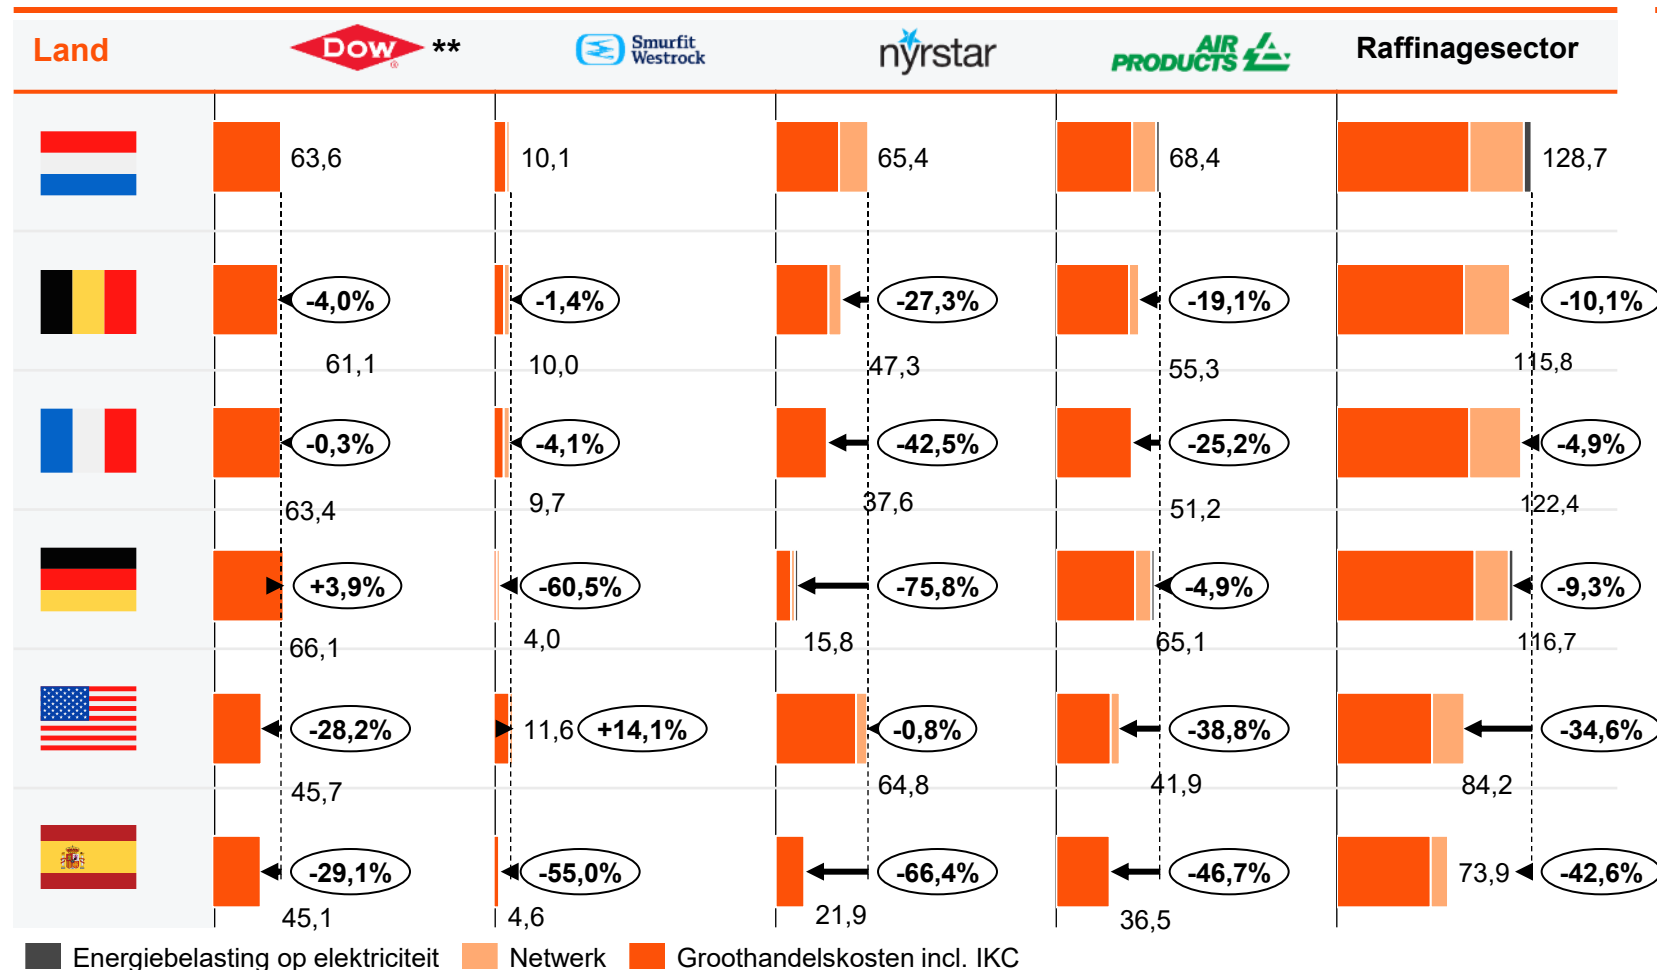 Land DOW ® ** Smurfit Westrock nyrstar AIR PRODUCTS Raffinagesector
63,6 10,1 65,4 68,4 128,7
-4,0% -1,4% -27,3% -19,1% -10,1%
61,1 10,0 47,3 55,3 115,8
-0,3% -4,1% -42,5% -25,2% -4,9%
63,4 9,7 37,6 51,2 122,4
+3,9% -60,5% -75,8% -4,9% -9,3%
66,1 4,0 15,8 65,1 116,7
-28,2% 11,6 +14,1% -0,8% -38,8% -34,6%
45,7 64,8 41,9 84,2
-29,1% -55,0% -66,4% -46,7% 73,9 -42,6%
45,1 4,6 21,9 36,5
Energiebelasting op elektriciteit Netwerk Groothandelskosten incl. IKC